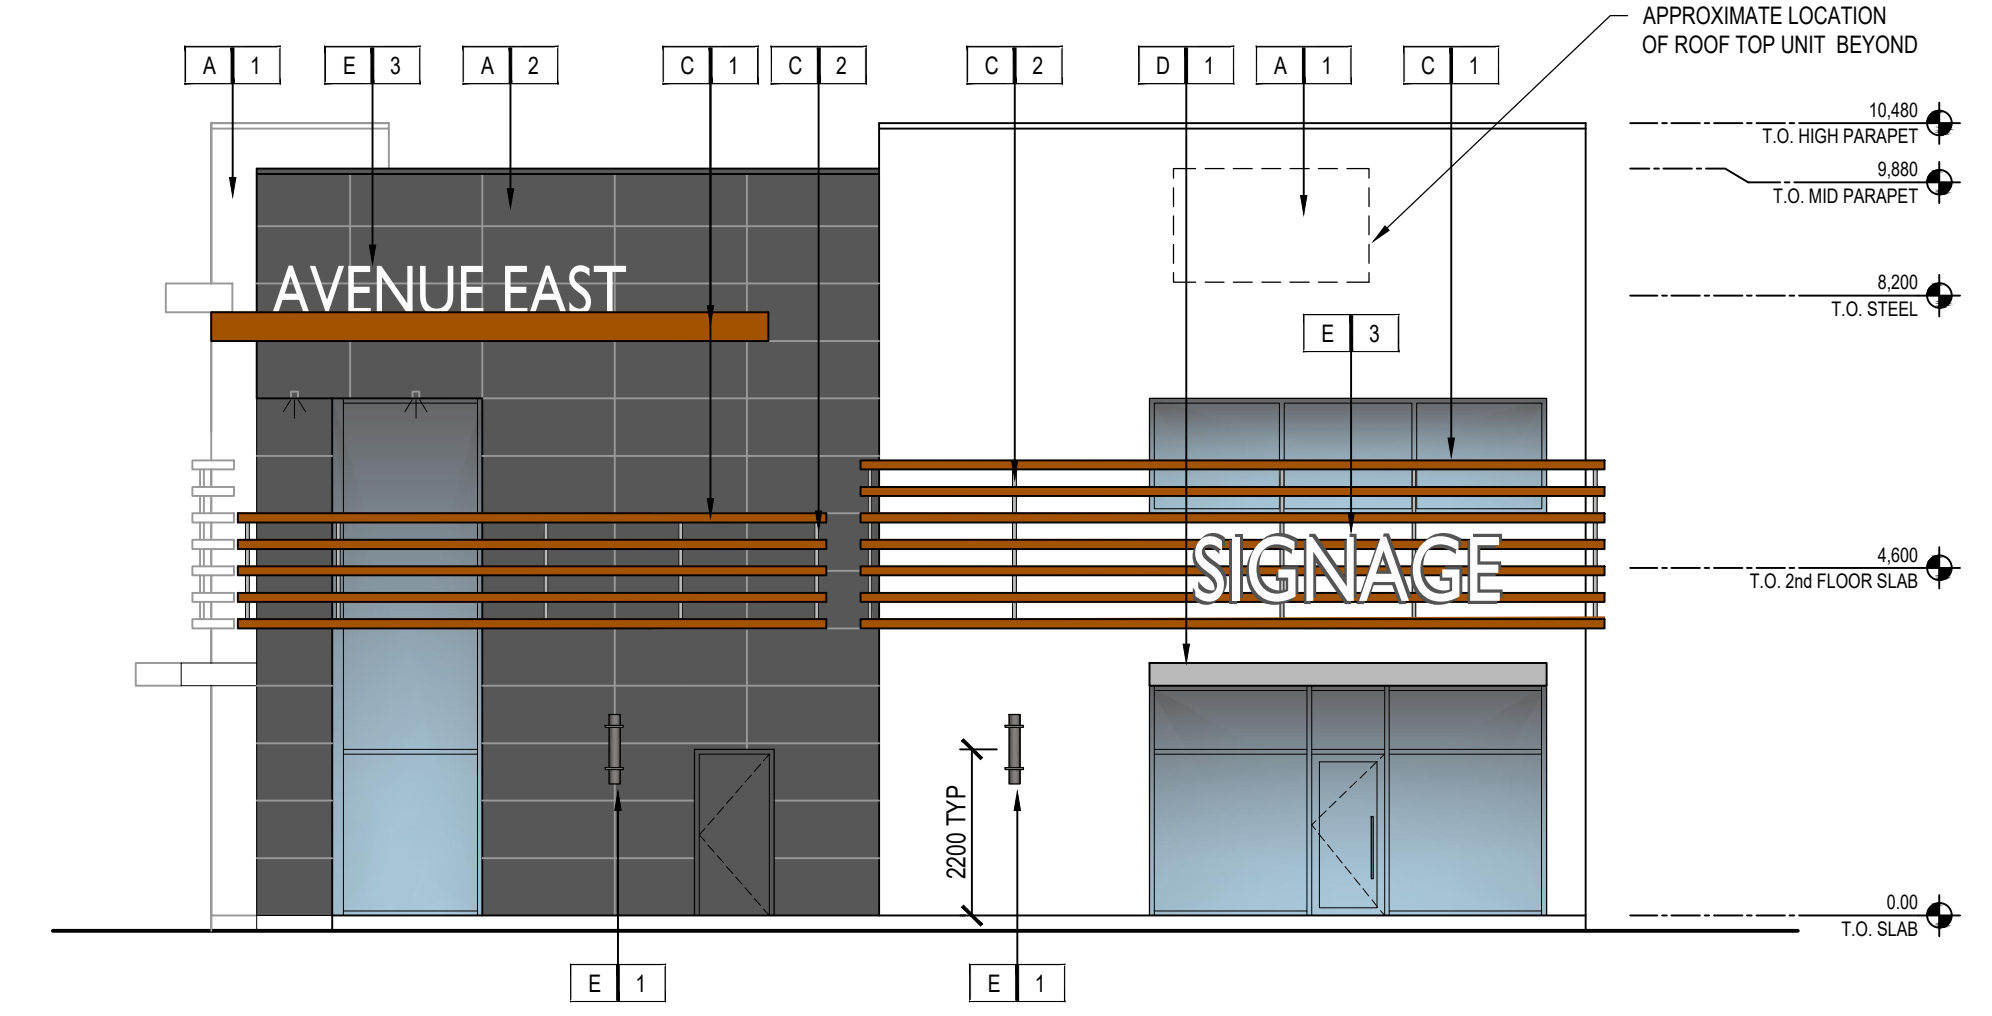 APPROXIMATE LOCATION
OF ROOF TOP UNIT BEYOND
A 1
E 3
A 2
C 1
C 2
C 2
D 1
A 1
C 1
10,480
T.O. HIGH PARAPET
9,880
T.O. MID PARAPET
AVENUE EAST
8,200
T.O. STEEL
E 3
SIGNAGE
4,600
T.O. 2nd FLOOR SLAB
2200 TYP
0.00
T.O. SLAB
E 1
E 1